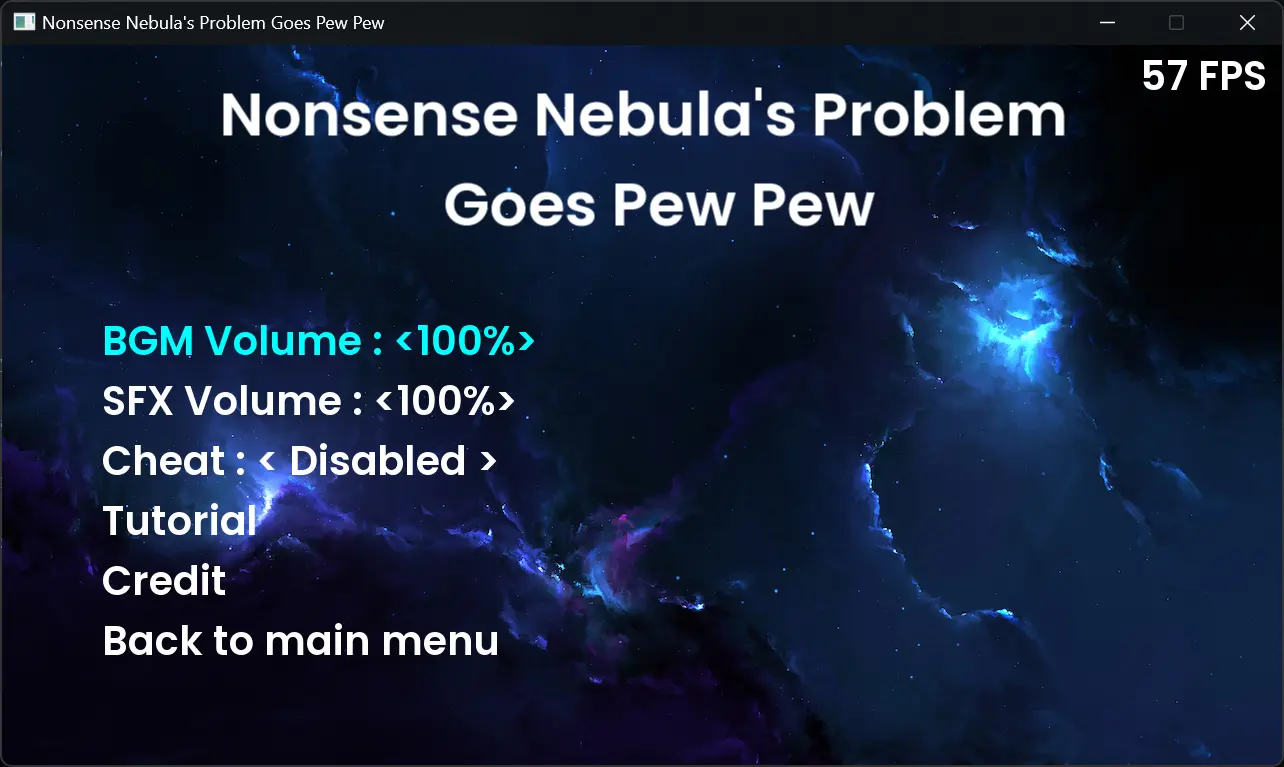 Nonsense Nebula's Problem Goes Pew Pew
57 FPS
Nonsense Nebula's Problem
Goes Pew Pew
BGM Volume : <100%>
SFX Volume : <100%>
Cheat : < Disabled >
Tutorial
Credit
Back to main menu